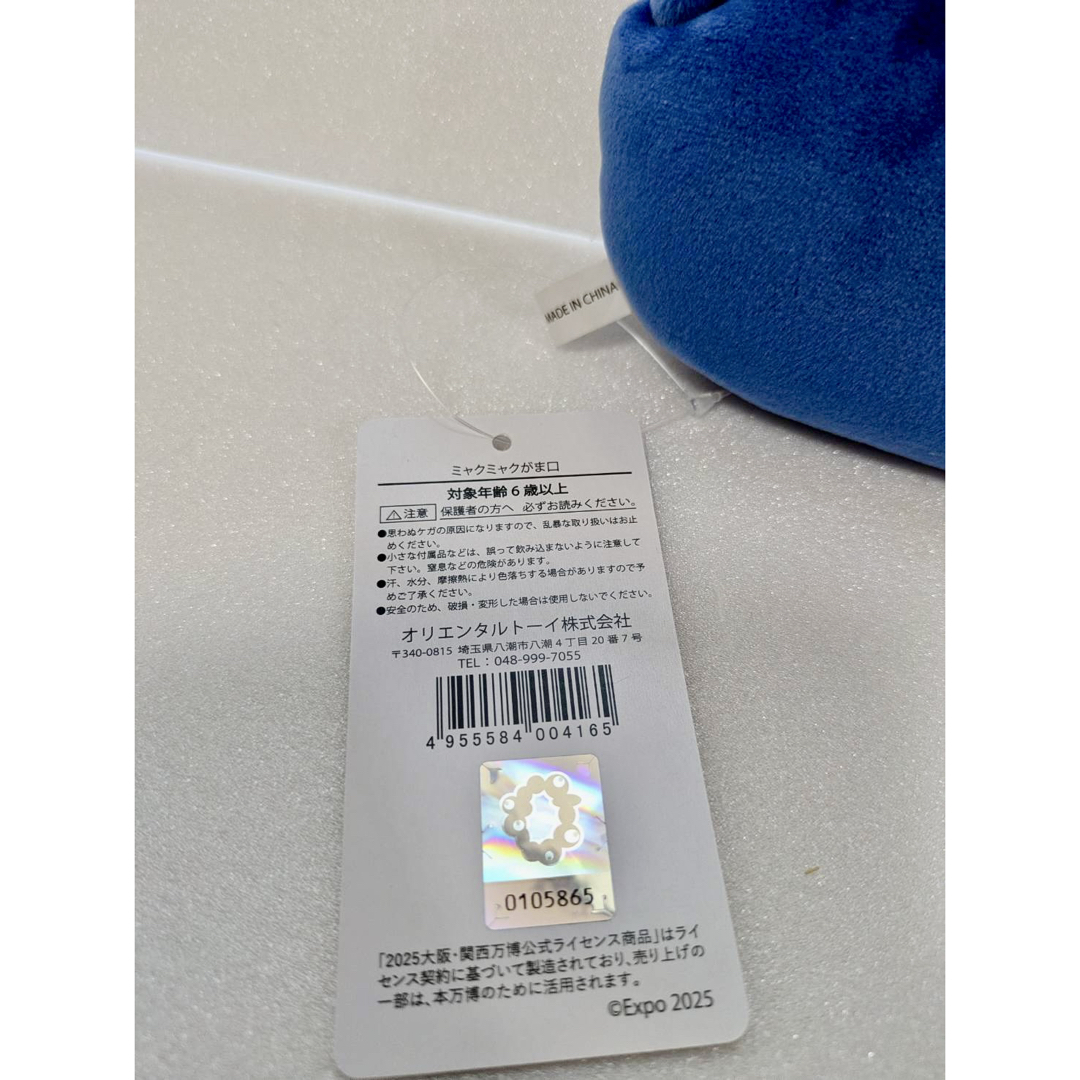 MADE IN CHINA
ミャクミャクがま口
対象年齢6歳以上
⚠注意 保護者の方へ 必ずお読みください。
●思わぬケガの原因になりますので、乱暴な取り扱いはお止
めください。
●小さな付属品などは、誤って飲み込まないように注意して
下さい。窒息などの危険があります。
●汗、水分、摩擦熱により色落ちする場合がありますので予
めご了承ください。
●安全のため、破損・変形した場合は使用しないでください。
オリエンタルトーイ株式会社
〒340-0815 埼玉県八潮市八潮4丁目20番7号
TEL：048-999-7055
4 955584 004165
0105865
「2025大阪・関西万博公式ライセンス商品」はライ
センス契約に基づいて製造されており、売り上げの
一部は、本万博のために活用されます。
©Expo 2025